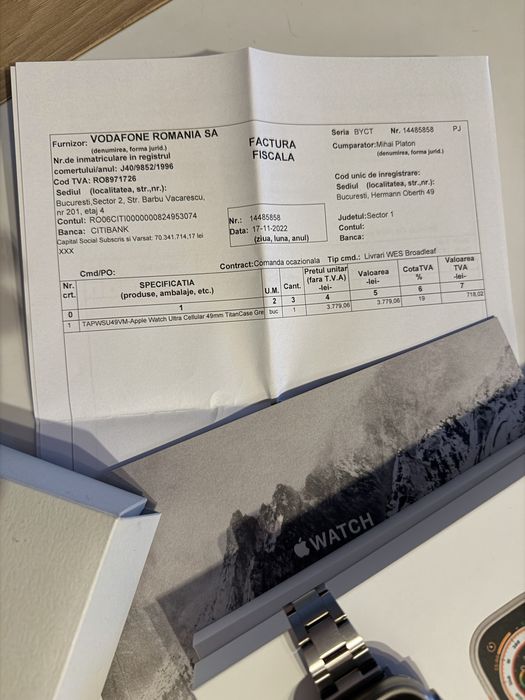 Furnizor: VODAFONE ROMANIA SA
(denumirea, forma jurid.)
Nr.de inmatriculare in registrul
comertului/anul: J40/9852/1996
Cod TVA: RO8971726
Sediul (localitatea, str.,nr.):
Bucuresti,Sector 2, Str. Barbu Vacarescu,
nr 201, etaj 4
Contul: RO06CITI0000000824953074
Banca: CITIBANK
Capital Social Subscris si Varsat: 70.341.714,17 lei
XXX
FACTURA
FISCALA
Nr.: 14485858
Data: 17-11-2022
(ziua, luna, anul)
Seria BYCT Nr. 14485858 PJ
Cumparator:Mihai Platon
(denumirea, forma jurid.)
Cod unic de inregistrare:
Sediul (localitatea, str.,nr.):
Bucuresti, Hermann Oberth 49
Judetul:Sector 1
Contul:
Banca:
Cmd/PO: Contract:Comanda ocazionala Tip cmd.: Livrari WES Broadleaf
Nr. crt. SPECIFICATIA (produse, ambalaje, etc.) U.M. Cant. Pretul unitar (fara T.V.A) -lei- Valoarea -lei- CotaTVA % Valoarea TVA -lei-
0 1 2 3 4 5 6 7
1 TAPWSU49VM-Apple Watch Ultra Cellular 49mm TitanCase Gre buc 1 3.779,06 3.779,06 19 718,02
WATCH